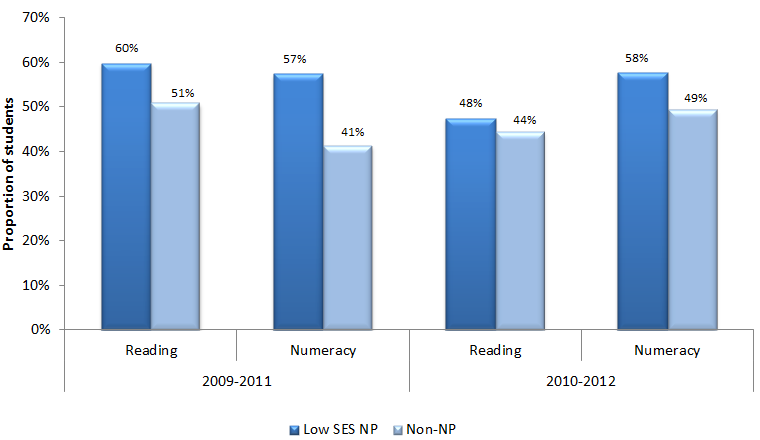 70%
60%
50%
40%
30%
20%
10%
0%
Proportion of students
60%
51%
57%
41%
48%
44%
58%
49%
Reading
Numeracy
Reading
Numeracy
2009-2011
2010-2012
Low SES NP
Non-NP